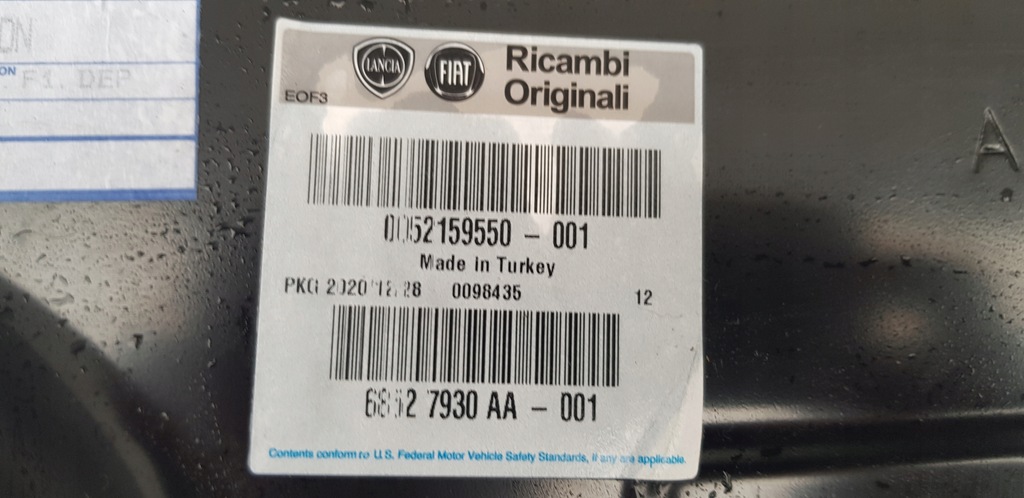 ON
ON F1. DEP
LANCIA FIAT Ricambi
Originali
EOF3
A
0052159550 - 001
Made in Turkey
PKG 2020 12. 28 0098435 12
7930 AA - 001
Contents conform to U.S. Federal Motor Vehicle Safety Standards, if any are applicable.